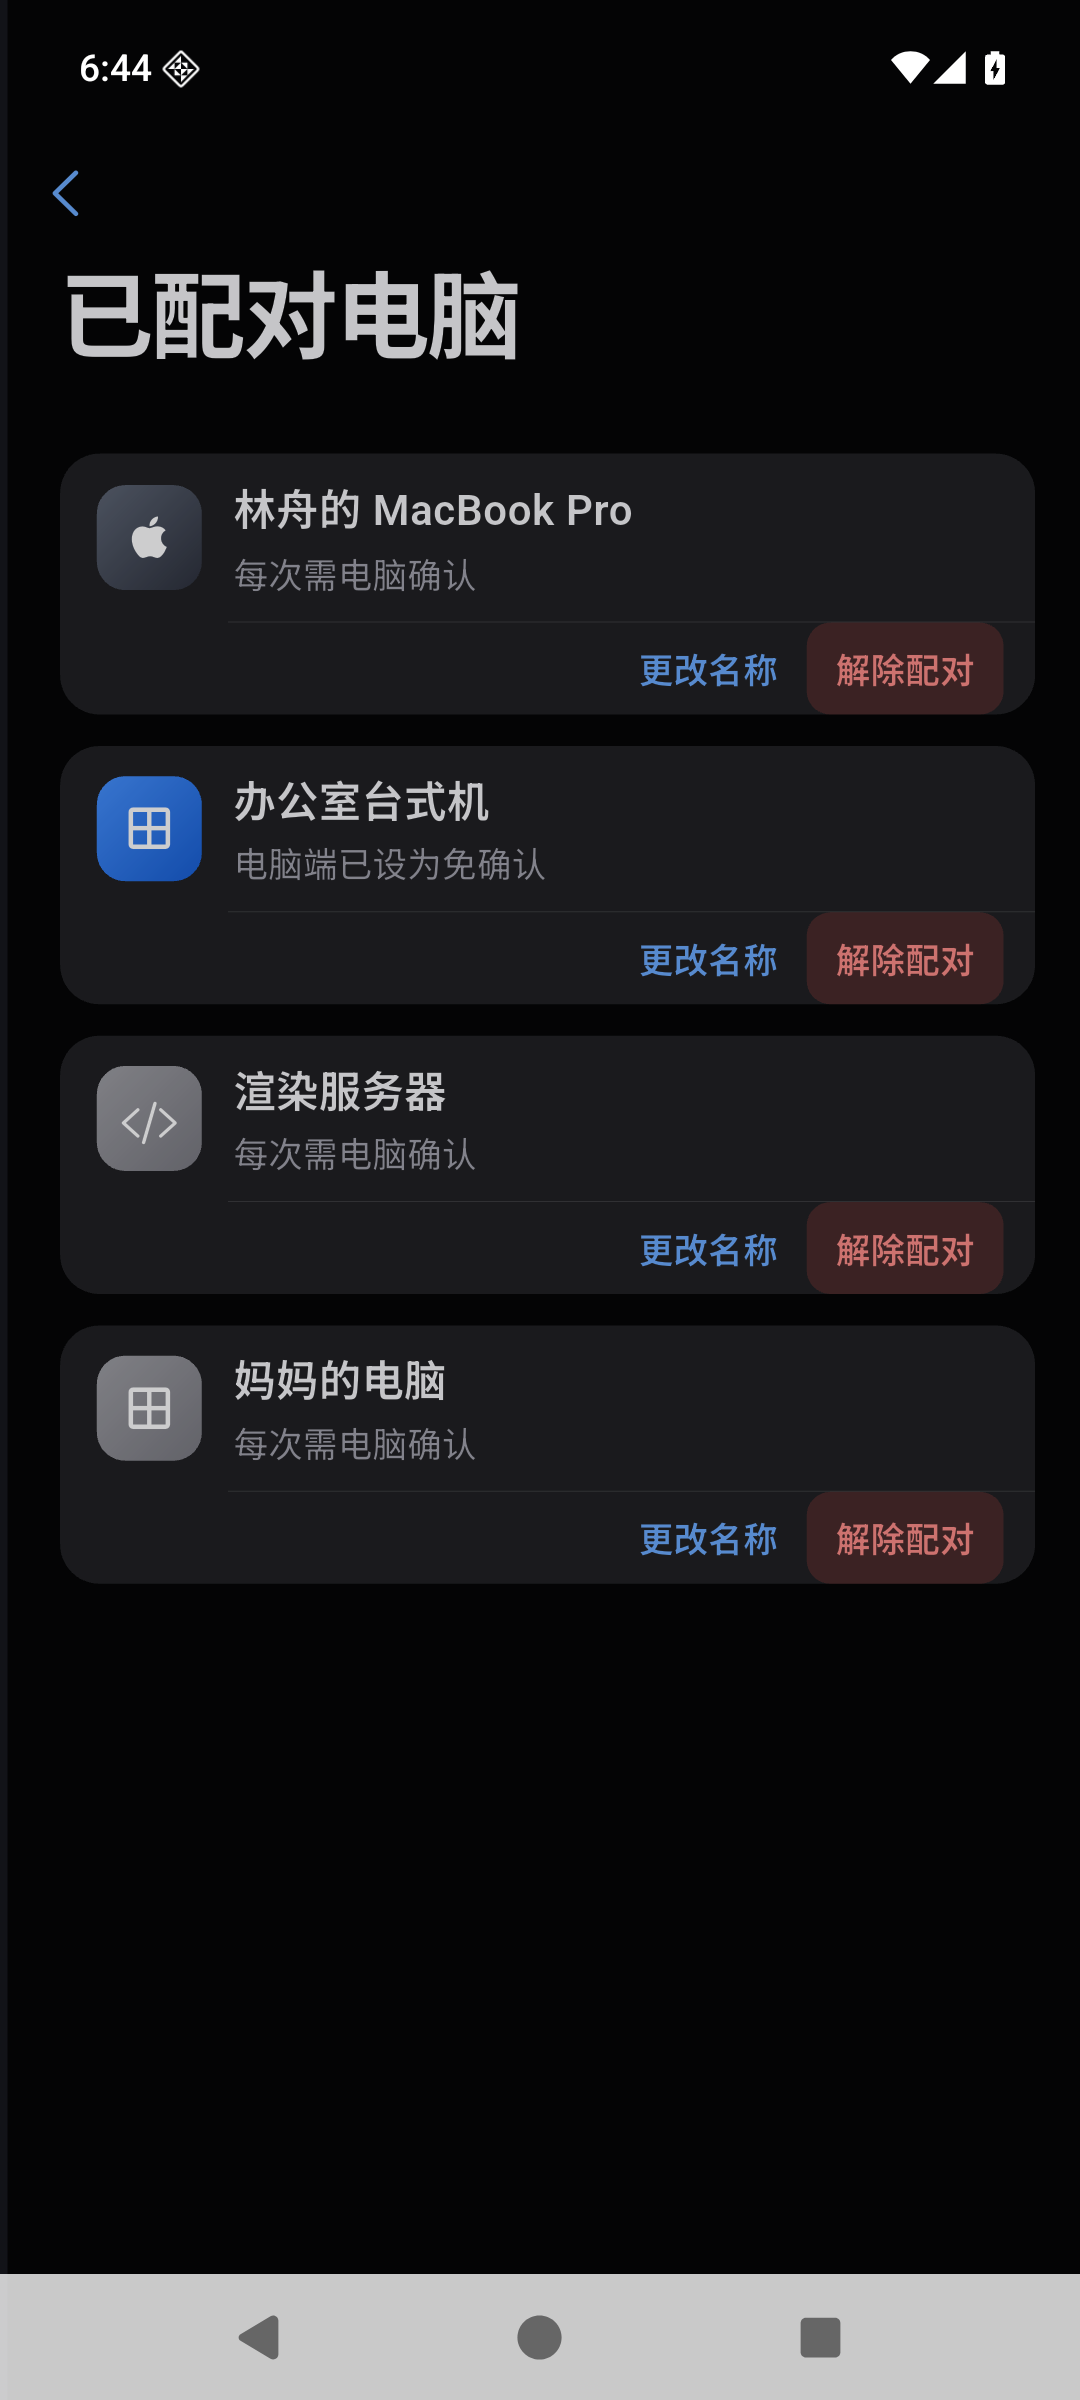 6:44
已配对电脑
林舟的 MacBook Pro
每次需电脑确认
更改名称 解除配对
办公室台式机
电脑端已设为免确认
更改名称 解除配对
渲染服务器
每次需电脑确认
更改名称 解除配对
妈妈的电脑
每次需电脑确认
更改名称 解除配对